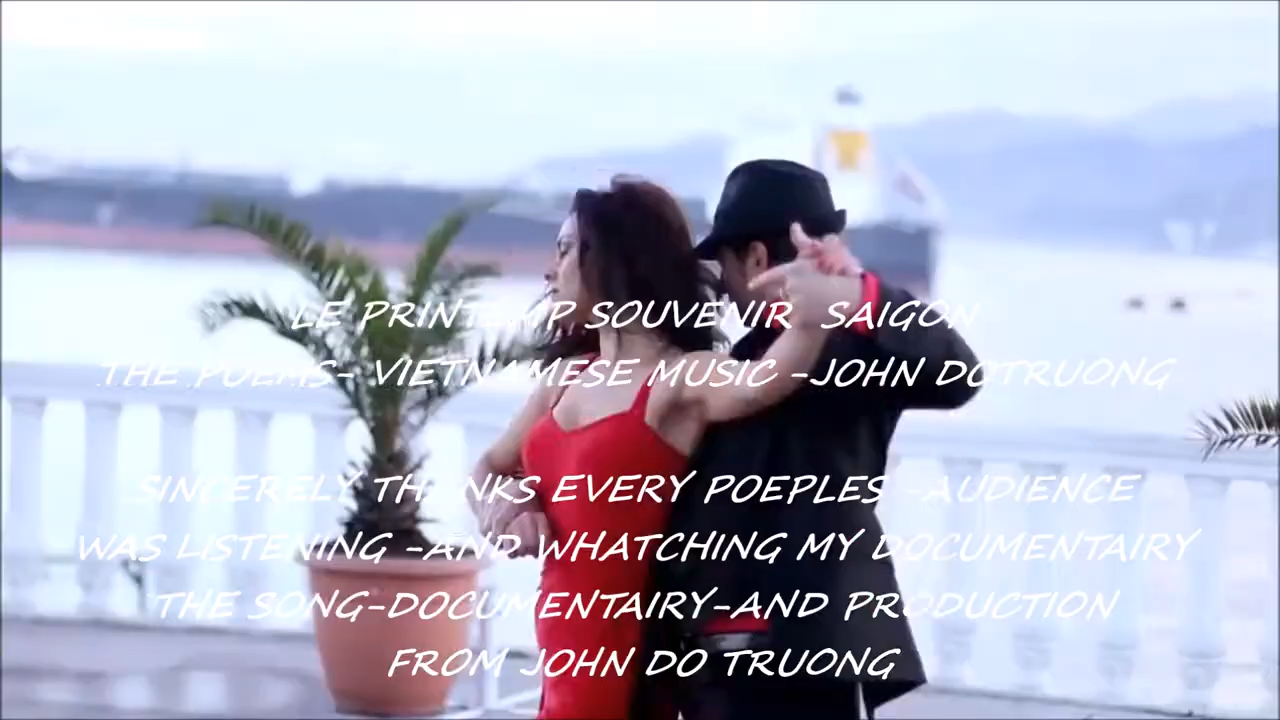 LE PRINTEMP SOUVENIR SAIGON
THE POEMS- VIETNAMESE MUSIC -JOHN DOTRUONG
SINCERELY THANKS EVERY POEPLES -AUDIENCE
WAS LISTENING -AND WHATCHING MY DOCUMENTAIRY
THE SONG-DOCUMENTAIRY-AND PRODUCTION
FROM JOHN DO TRUONG